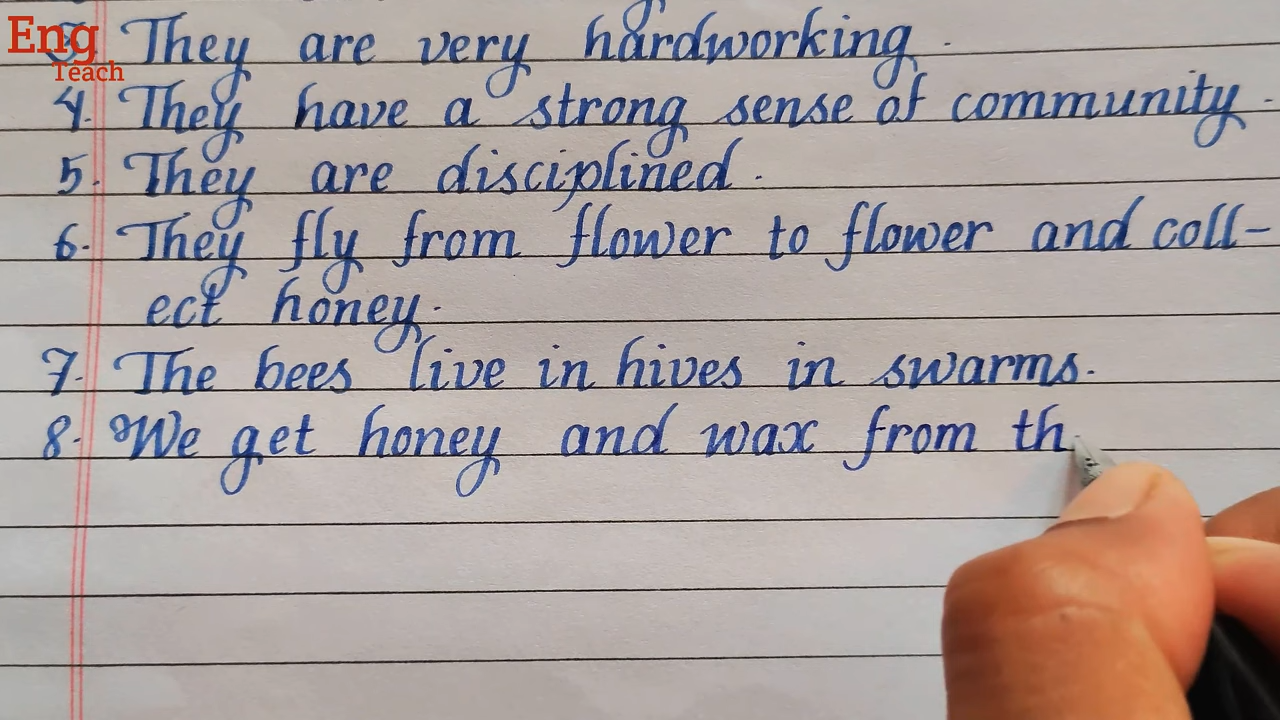 Eng
Teach
3. They are very hardworking.
4. They have a strong sense of community.
5. They are disciplined.
6. They fly from flower to flower and coll-
ect honey.
7. The bees live in hives in swarms.
8. We get honey and wax from th